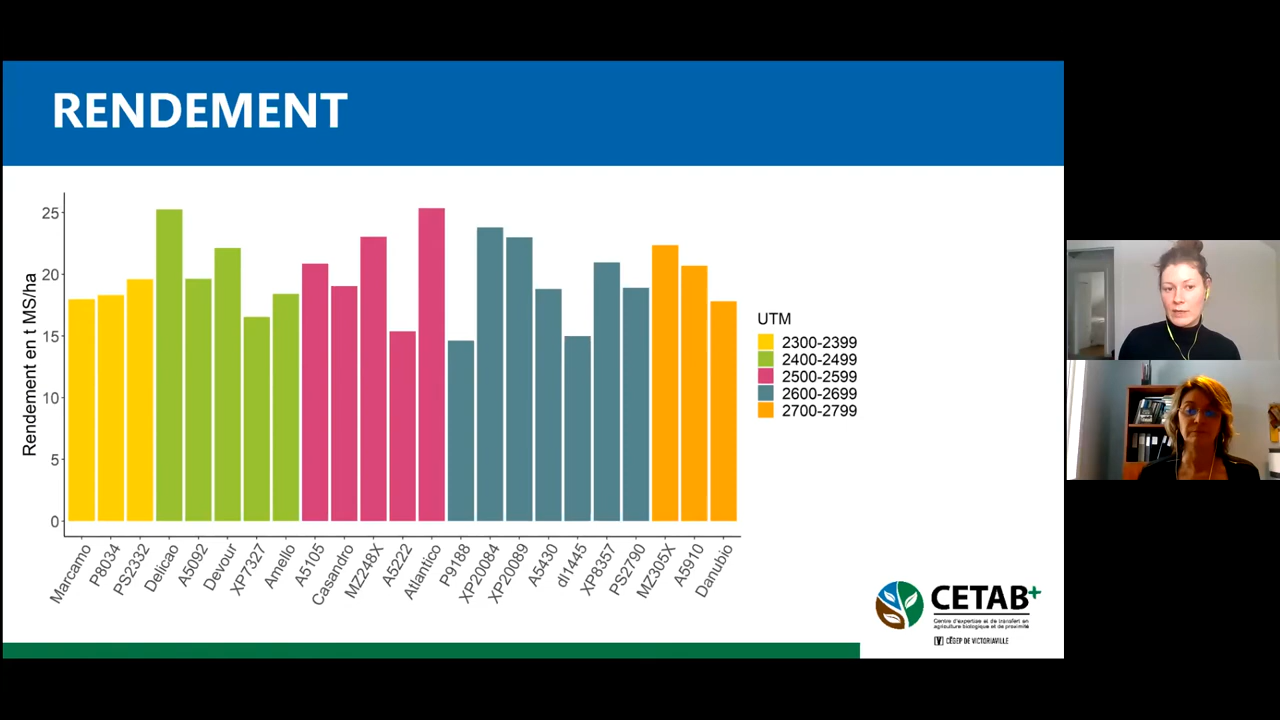 RENDEMENT
Rendement en t MS/ha
25
20
15
10
5
0
Marcamo
P8034
PS2332
Delicao
A5092
Devour
XP7327
Amello
A5105
Casandro
MZ248X
A5222
Atlantico
P9188
XP20084
XP20089
A5430
dl1445
XP8357
PS2790
MZ305X
A5910
Danubio
UTM
2300-2399
2400-2499
2500-2599
2600-2699
2700-2799
CETAB+
Centre d'expertise et de transfert en
agriculture biologique et de proximité
CÉGEP DE VICTORIAVILLE